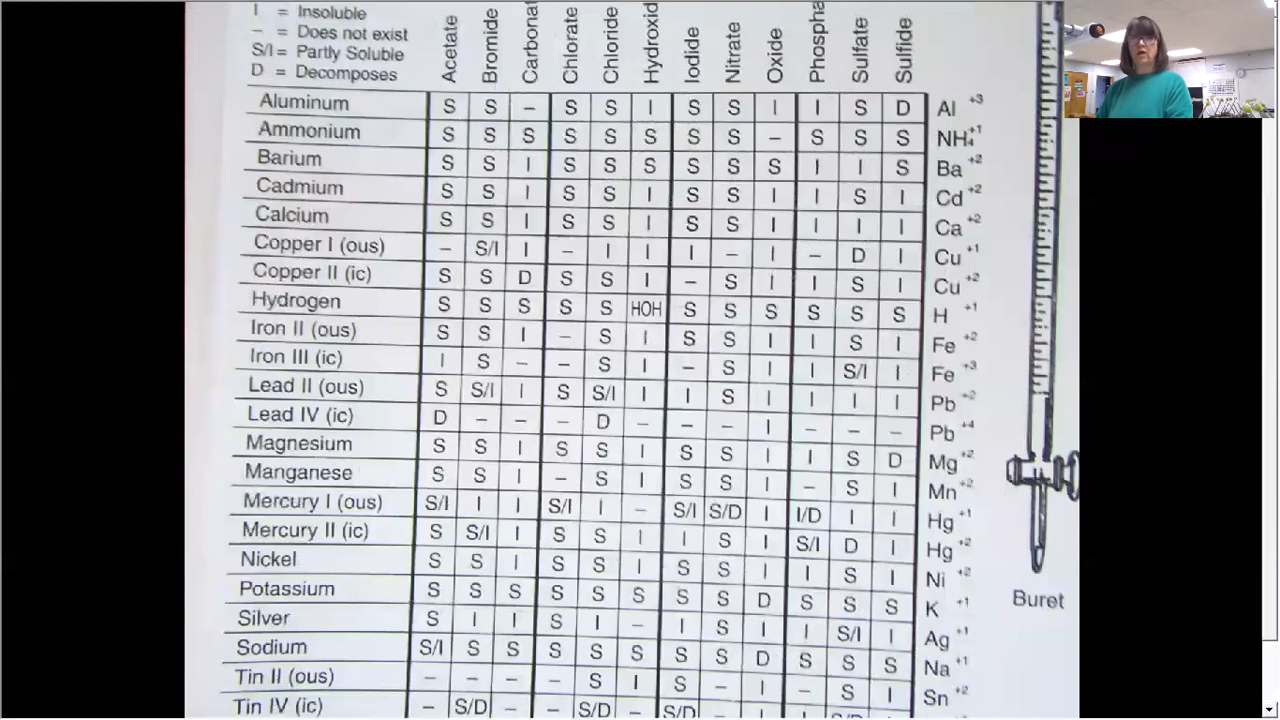 I = Insoluble
– = Does not exist
S/I = Partly Soluble
D = Decomposes
Acetate Bromide Carbonat Chlorate Chloride Hydroxid Iodide Nitrate Oxide Phospha Sulfate Sulfide
Aluminum S S – S S I S S I I S D Al +3
Ammonium S S S S S S S S – S S S NH4 +1
Barium S S I S S S S S S I I S Ba +2
Cadmium S S I S S I S S I I S I Cd +2
Calcium S S I S S I S S I I I I Ca +2
Copper I (ous) – S/I I – I I I – I – D I Cu +1
Copper II (ic) S S D S S I – S I I S I Cu +2
Hydrogen S S S S S HOH S S S S S S H +1
Iron II (ous) S S I – S I S S I I S I Fe +2
Iron III (ic) I S – – S I – S I I S/I I Fe +3
Lead II (ous) S S/I I S S/I I I S I I I I Pb +2
Lead IV (ic) D – – – D – – – I – – – Pb +4
Magnesium S S I S S I S S I I S D Mg +2
Manganese S S I – S I S S I – S I Mn +2
Mercury I (ous) S/I I I S/I I – S/I S/D I I/D I I Hg +1
Mercury II (ic) S S/I I S S I I S I S/I D I Hg +2
Nickel S S I S S I S S I I S I Ni +2
Potassium S S S S S S S S D S S S K +1
Silver S I I S I – I S I I S/I I Ag +1
Sodium S/I S S S S S S S D S S S Na +1
Tin II (ous) – – – – S I S – I – S I Sn +2
Tin IV (ic) – S/D – – S/D – S/D – I I S/D I
Buret